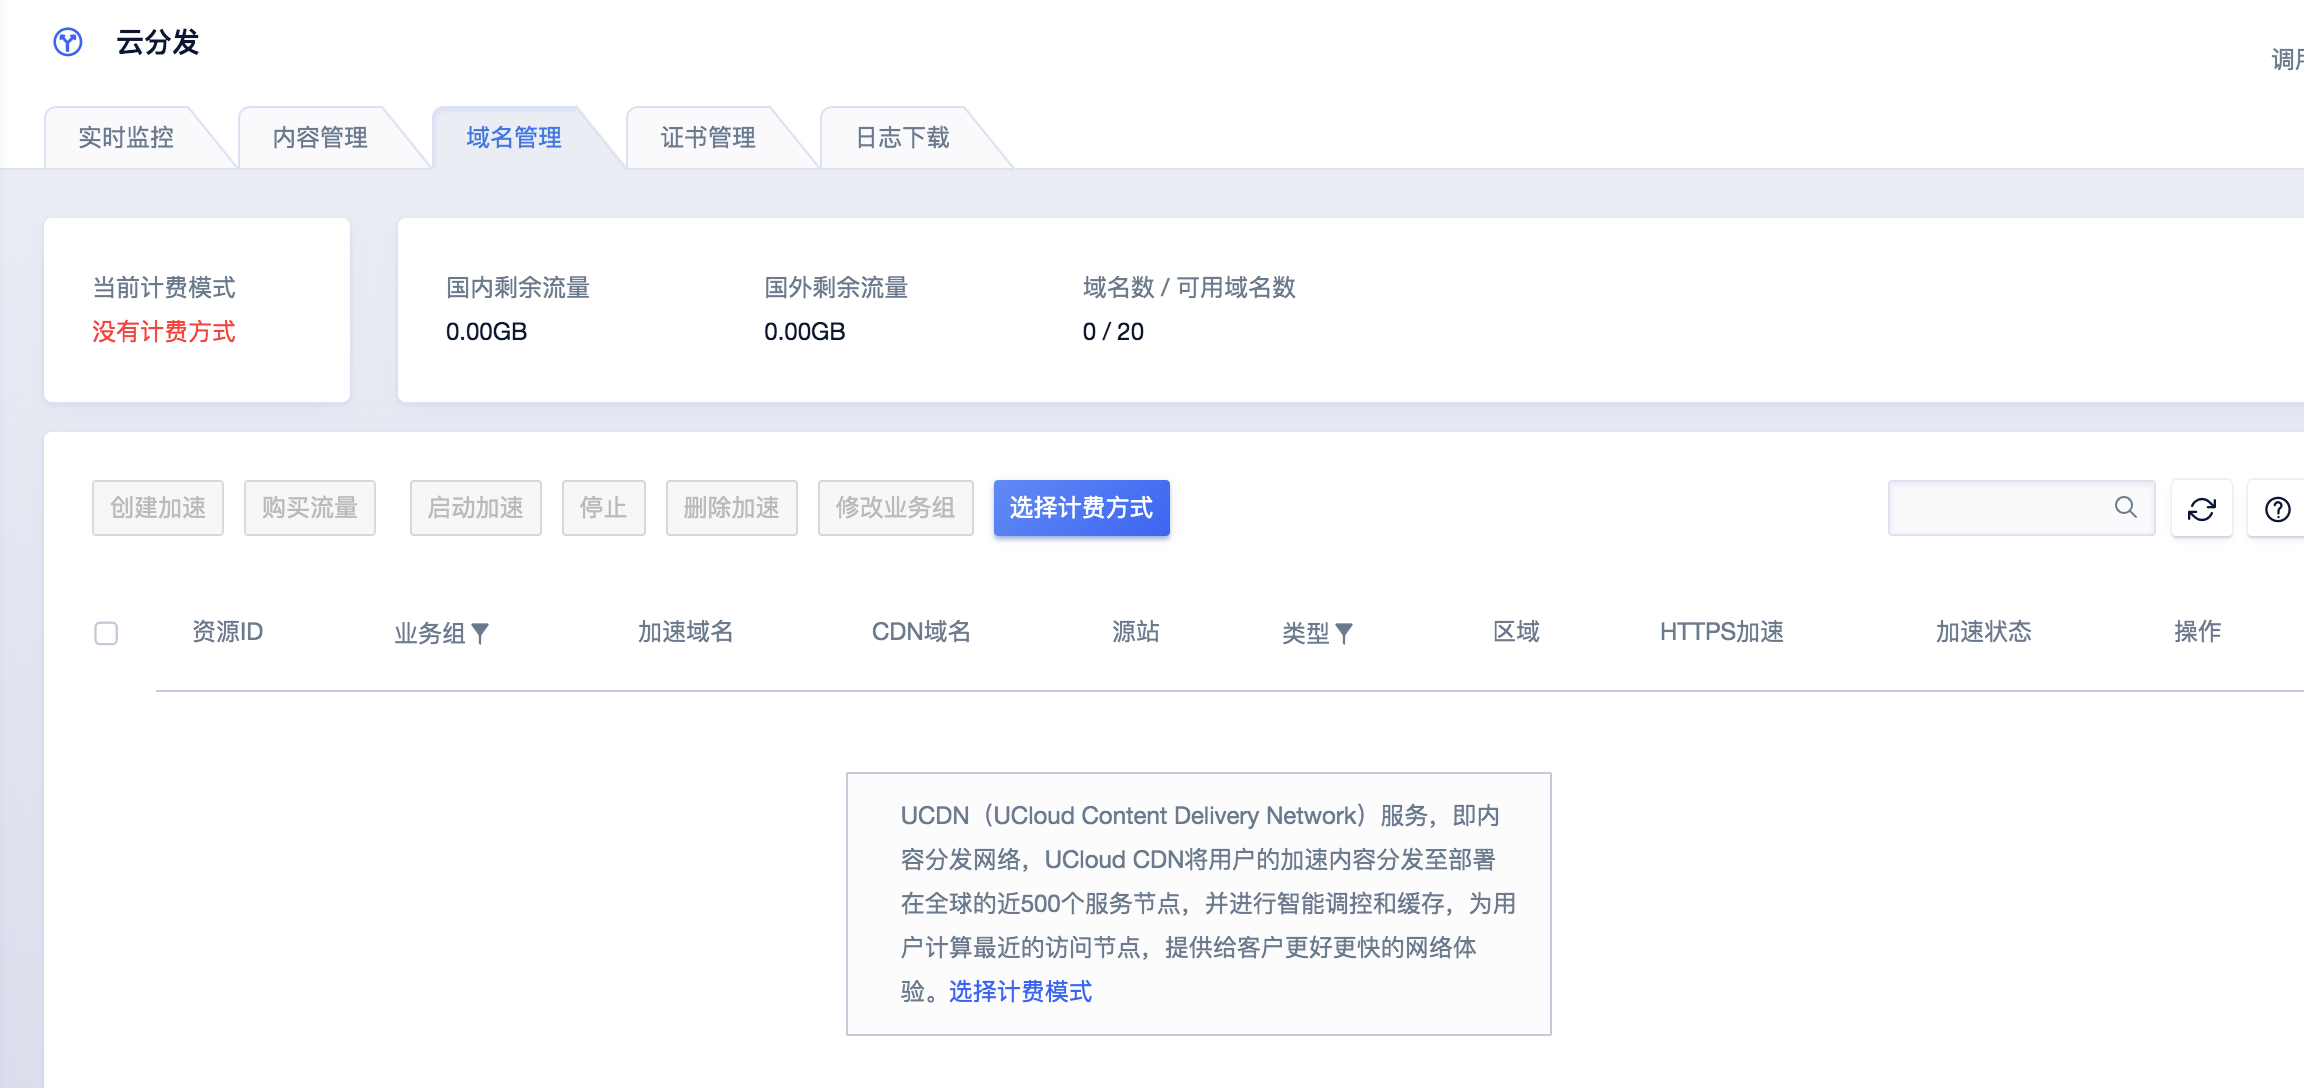 云分发
调用
实时监控
内容管理
域名管理
证书管理
日志下载
当前计费模式
没有计费方式
国内剩余流量
0.00GB
国外剩余流量
0.00GB
域名数 / 可用域名数
0 / 20
创建加速
购买流量
启动加速
停止
删除加速
修改业务组
选择计费方式
资源ID
业务组
加速域名
CDN域名
源站
类型
区域
HTTPS加速
加速状态
操作
UCDN（UCloud Content Delivery Network）服务，即内
容分发网络，UCloud CDN将用户的加速内容分发至部署
在全球的近500个服务节点，并进行智能调控和缓存，为用
户计算最近的访问节点，提供给客户更好更快的网络体
验。选择计费模式